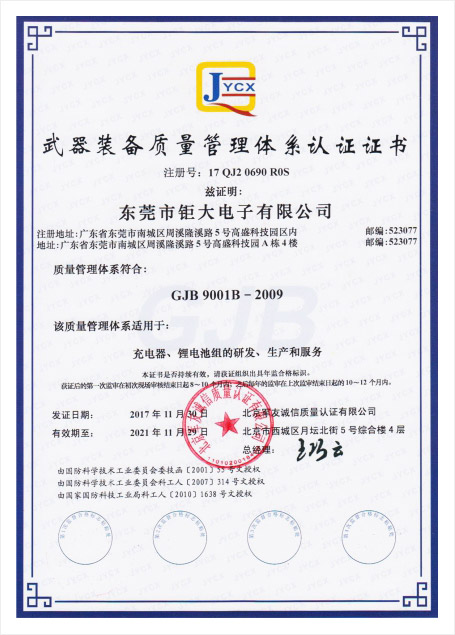 JYCX
武器装备质量管理体系认证证书
注册号：17 QJ2 0690 R0S
兹证明：
东莞市钜大电子有限公司
注册地址:广东省东莞市南城区周溪隆溪路5号高盛科技园区内 邮编:523077
地址:广东省东莞市南城区周溪隆溪路5号高盛科技园A栋4楼 邮编:523077
质量管理体系符合：
GJB 9001B－2009
该质量管理体系适用于：
充电器、锂电池组的研发、生产和服务
本证书是否持续有效，请获证组织出具年监合格标识。
获证后的第一次监审在初次现场审核结束日起8～10个月内；之后每年的监审在上次监审结束日起的10～12个月内。
发证日期： 2017年11月30日 北京军友诚信质量认证有限公司
有效期至： 2021年11月29日 北京市西城区月坛北街5号综合楼4层
总经理：
由国防科学技术工业委员会委技函［2001］55号文授权
由国防科学技术工业委员会科工人［2007］314号文授权
由国家国防科技工业局科工人［2010］1638号文授权